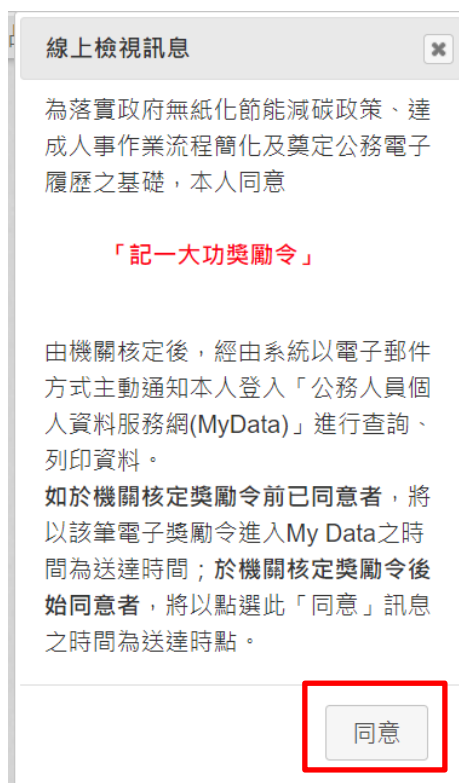 線上檢視訊息
為落實政府無紙化節能減碳政策、達
成人事作業流程簡化及奠定公務電子
履歷之基礎，本人同意
「記一大功獎勵令」
由機關核定後，經由系統以電子郵件
方式主動通知本人登入「公務人員個
人資料服務網(MyData)」進行查詢、
列印資料。
如於機關核定獎勵令前已同意者，將
以該筆電子獎勵令進入My Data之時
間為送達時間；於機關核定獎勵令後
始同意者，將以點選此「同意」訊息
之時間為送達時點。
同意